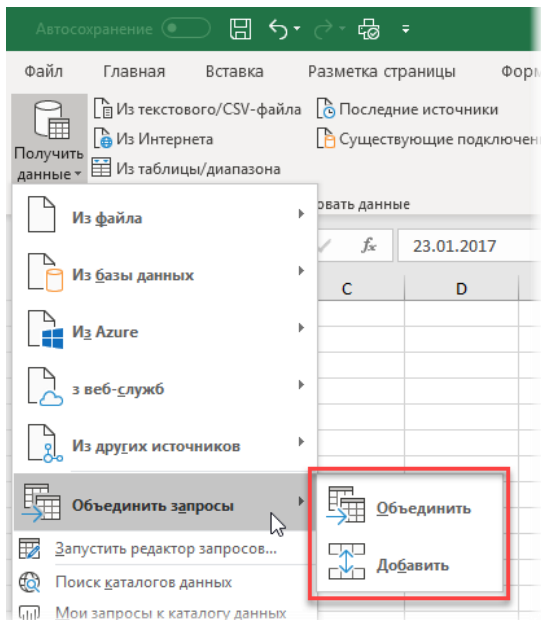 Автосохранение
Файл Главная Вставка Разметка страницы Форм
Получить данные
Из текстового/CSV-файла
Из Интернета
Из таблицы/диапазона
Последние источники
Существующие подключен
овать данные
fx 23.01.2017
C D
Из файла
Из базы данных
Из Azure
з веб-служб
Из других источников
Объединить запросы
Объединить
Добавить
Запустить редактор запросов...
Поиск каталогов данных
Мои запросы к каталогу данных